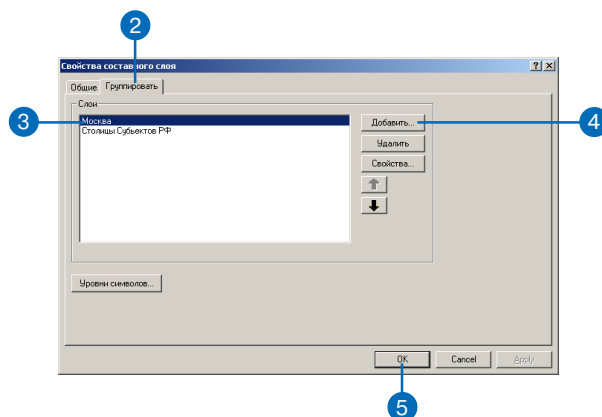 2
Свойства составного слоя
Общие Группировать
Слои
3
Москва
Столицы Субъектов РФ
Добавить...
4
Удалить
Свойства...
Уровни символов...
OK Cancel Apply
5